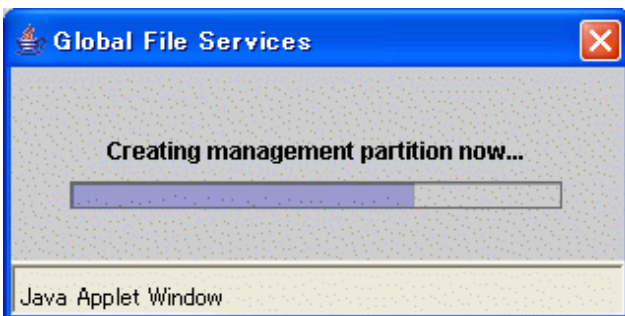 Global File Services
Creating management partition now...
Java Applet Window